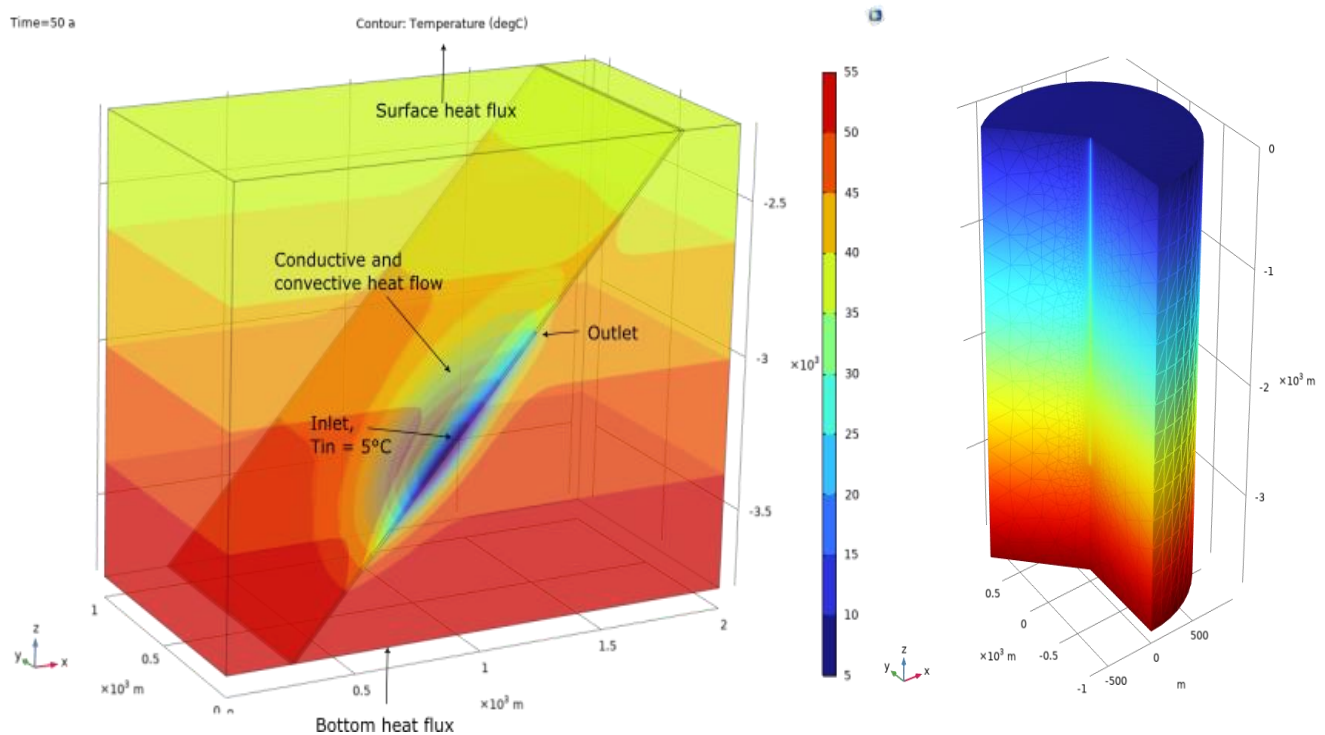 Time=50 a
Contour: Temperature (degC)
Surface heat flux
Conductive and
convective heat flow
Outlet
Inlet,
Tin = 5°C
Bottom heat flux
-2.5
-3
×10³ m
-3.5
1
0.5
×10³ m
0.5
1
1.5
2
×10³ m
z
y
x
55
50
45
40
35
30
25
20
15
10
5
0
-1
-2
×10³ m
-3
0.5
0
-0.5
-1
×10³ m
500
0
-500
m
z
y
x